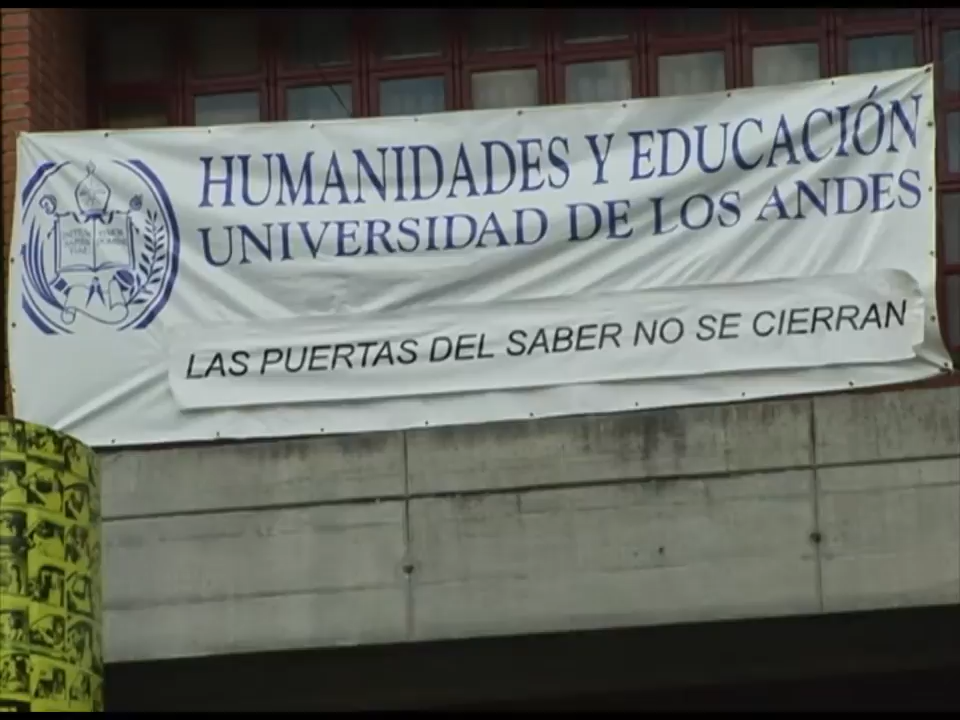 HUMANIDADES Y EDUCACIÓN
UNIVERSIDAD DE LOS ANDES
LAS PUERTAS DEL SABER NO SE CIERRAN